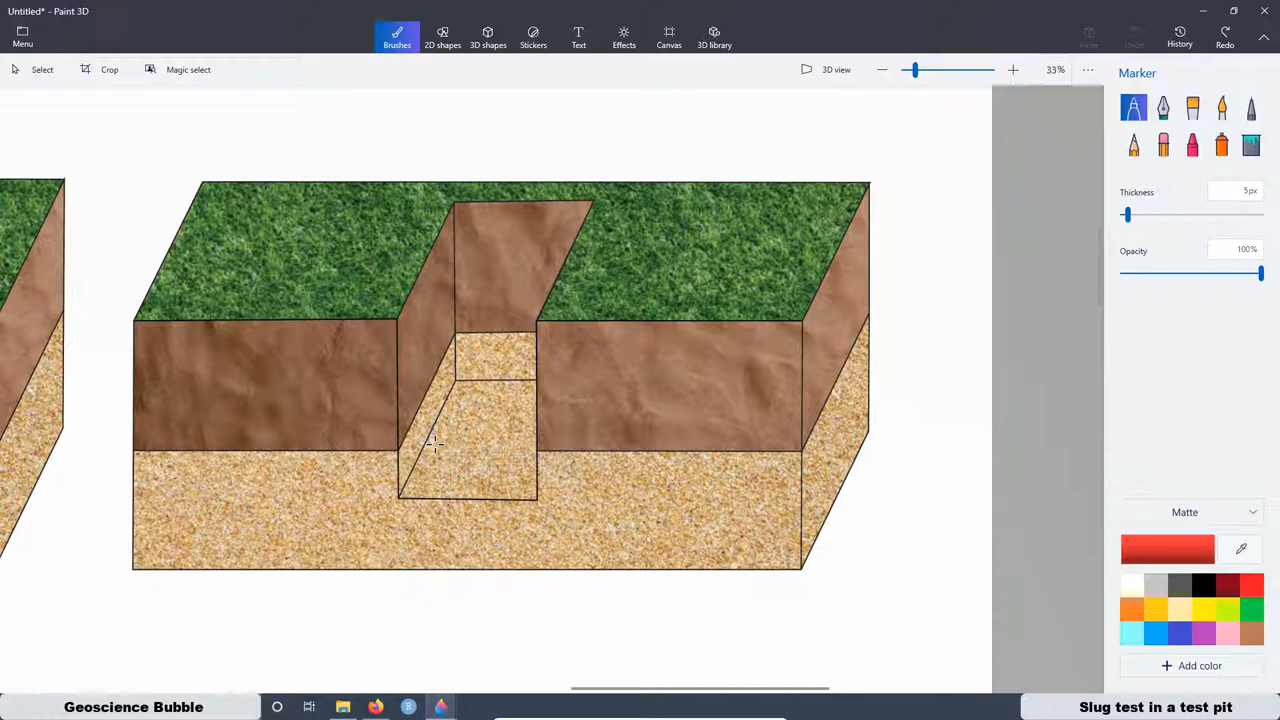 Untitled* - Paint 3D
Menu
Brushes
2D shapes
3D shapes
Stickers
Text
Effects
Canvas
3D library
Paste
Undo
History
Redo
Select
Crop
Magic select
3D view
33%
Marker
Thickness
5px
Opacity
100%
Matte
Add color
Geoscience Bubble
Slug test in a test pit